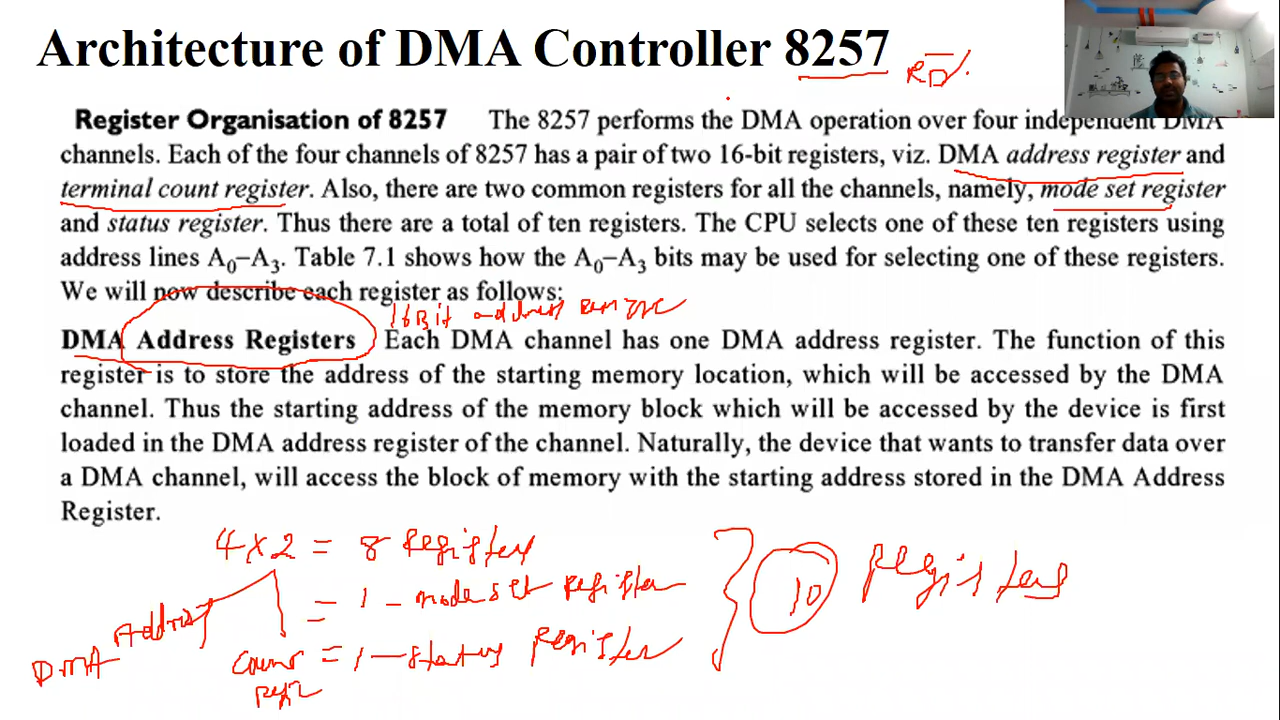 Architecture of DMA Controller 8257
RD
Register Organisation of 8257 The 8257 performs the DMA operation over four independent DMA
channels. Each of the four channels of 8257 has a pair of two 16-bit registers, viz. DMA address register and
terminal count register. Also, there are two common registers for all the channels, namely, mode set register
and status register. Thus there are a total of ten registers. The CPU selects one of these ten registers using
address lines A0–A3. Table 7.1 shows how the A0–A3 bits may be used for selecting one of these registers.
We will now describe each register as follows:
16 Bit address
DMA Address Registers Each DMA channel has one DMA address register. The function of this
register is to store the address of the starting memory location, which will be accessed by the DMA
channel. Thus the starting address of the memory block which will be accessed by the device is first
loaded in the DMA address register of the channel. Naturally, the device that wants to transfer data over
a DMA channel, will access the block of memory with the starting address stored in the DMA Address
Register.
4 x 2 = 8 Register
= 1 - mode set Register
10 Registers
DMA Address
Count = 1 - Status Register